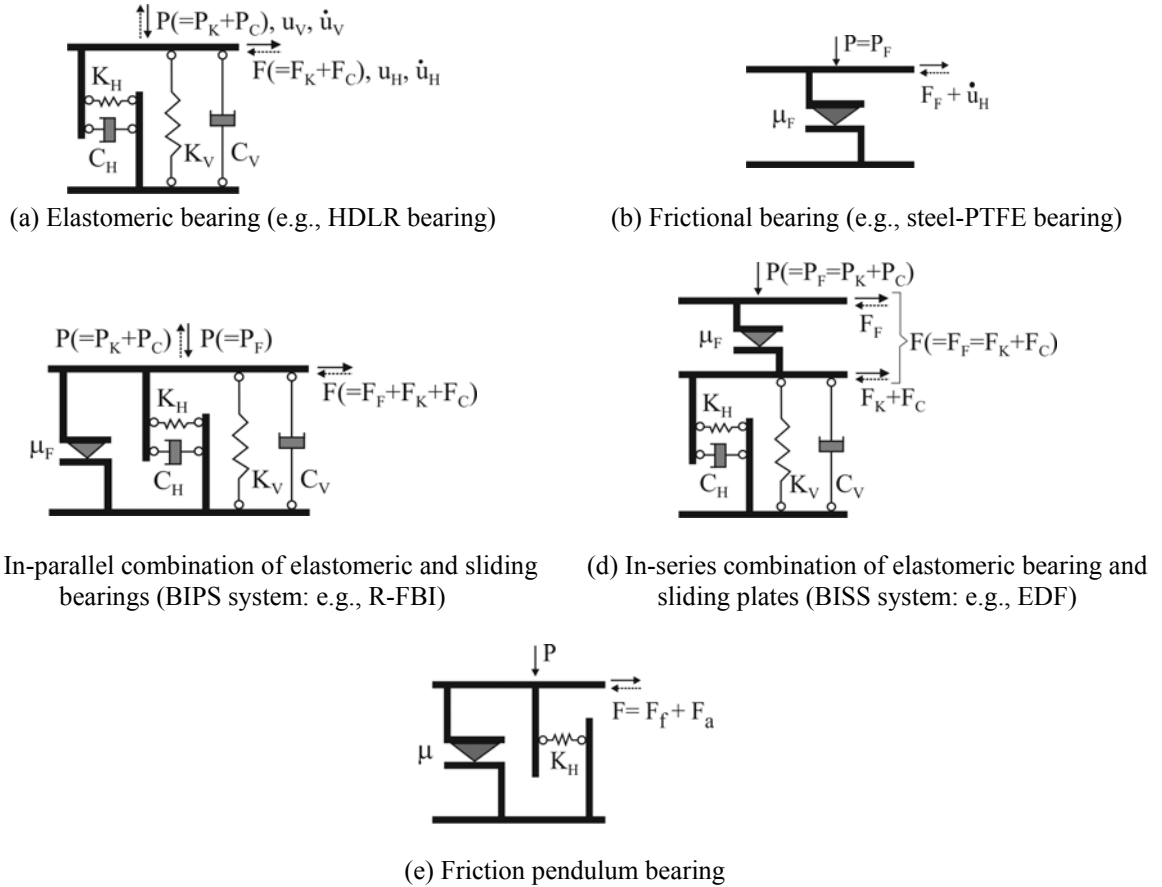 P(=P_K+P_C), u_V, u̇_V
F(=F_K+F_C), u_H, u̇_H
K_H
C_H
K_V
C_V
(a) Elastomeric bearing (e.g., HDLR bearing)
P=P_F
F_F + u̇_H
μ_F
(b) Frictional bearing (e.g., steel-PTFE bearing)
P(=P_K+P_C)
P(=P_F)
F(=F_F+F_K+F_C)
K_H
μ_F
C_H
K_V
C_V
In-parallel combination of elastomeric and sliding
bearings (BIPS system: e.g., R-FBI)
P(=P_F=P_K+P_C)
F_F
μ_F
F(=F_F=F_K+F_C)
F_K+F_C
K_H
C_H
K_V
C_V
(d) In-series combination of elastomeric bearing and
sliding plates (BISS system: e.g., EDF)
P
F= F_f + F_a
μ
K_H
(e) Friction pendulum bearing